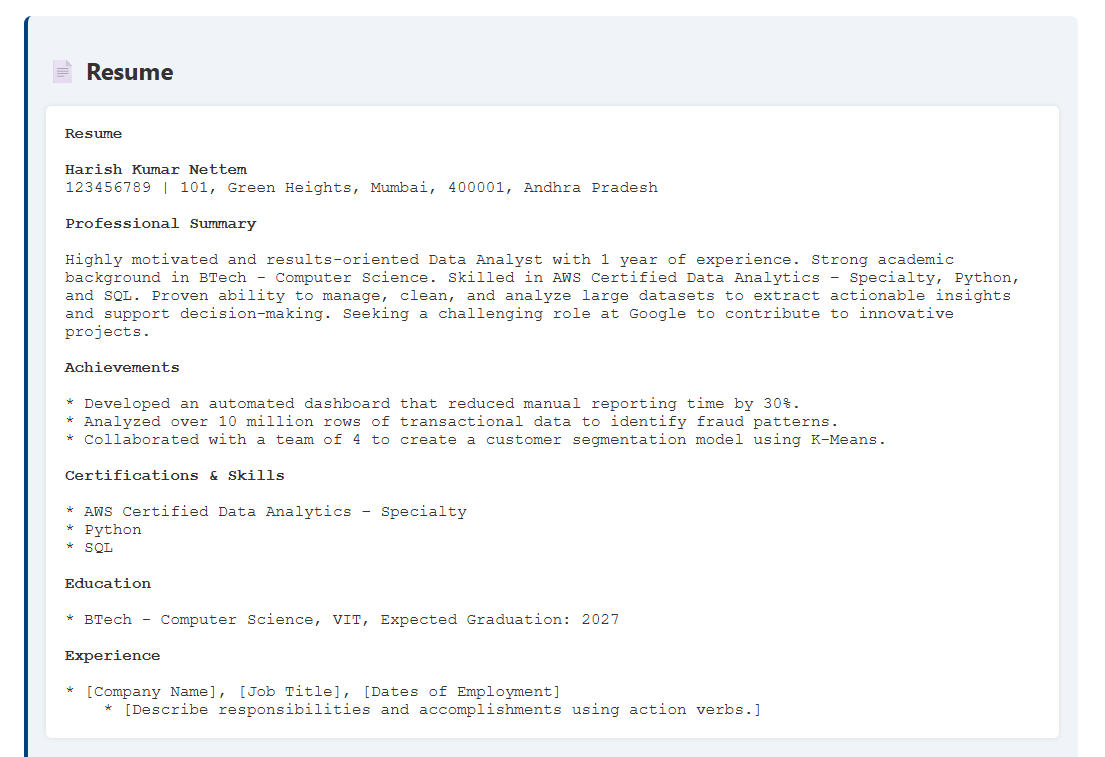 Resume
Resume
Harish Kumar Nettem
123456789 | 101, Green Heights, Mumbai, 400001, Andhra Pradesh
Professional Summary
Highly motivated and results-oriented Data Analyst with 1 year of experience. Strong academic
background in BTech - Computer Science. Skilled in AWS Certified Data Analytics – Specialty, Python,
and SQL. Proven ability to manage, clean, and analyze large datasets to extract actionable insights
and support decision-making. Seeking a challenging role at Google to contribute to innovative
projects.
Achievements
* Developed an automated dashboard that reduced manual reporting time by 30%.
* Analyzed over 10 million rows of transactional data to identify fraud patterns.
* Collaborated with a team of 4 to create a customer segmentation model using K-Means.
Certifications & Skills
* AWS Certified Data Analytics – Specialty
* Python
* SQL
Education
* BTech - Computer Science, VIT, Expected Graduation: 2027
Experience
* [Company Name], [Job Title], [Dates of Employment]
* [Describe responsibilities and accomplishments using action verbs.]